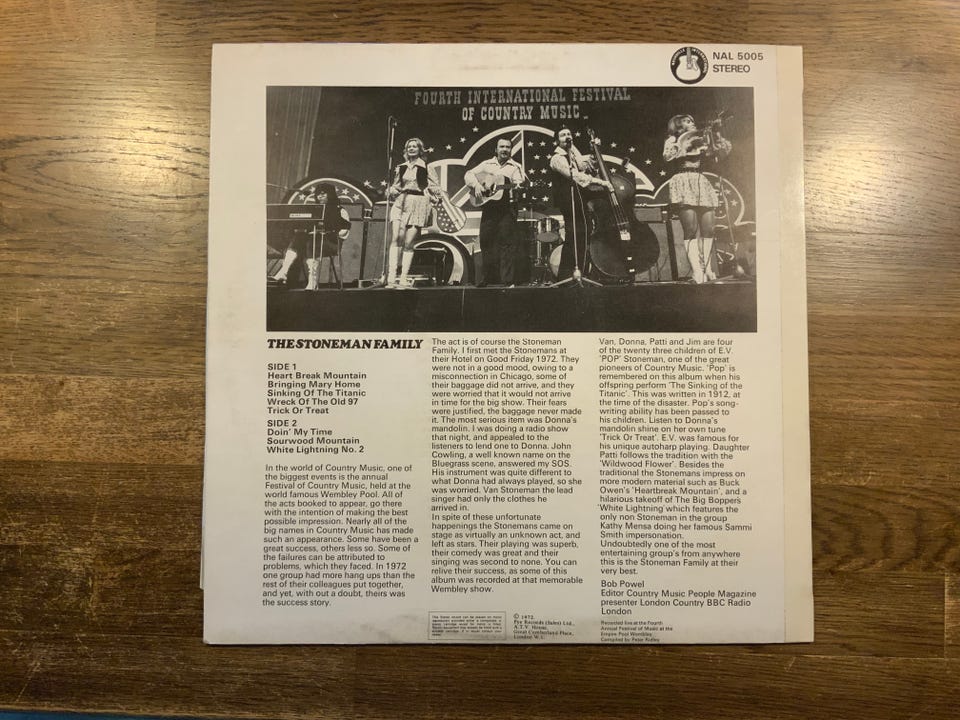 NAL 5005
STEREO
FOURTH INTERNATIONAL FESTIVAL
OF COUNTRY MUSIC
THE STONEMAN FAMILY
SIDE 1
Heart Break Mountain
Bringing Mary Home
Sinking Of The Titanic
Wreck Of The Old 97
Trick Or Treat
SIDE 2
Doin' My Time
Sourwood Mountain
White Lightning No. 2
In the world of Country Music, one of
the biggest events is the annual
Festival of Country Music, held at the
world famous Wembley Pool. All of
the acts booked to appear, go there
with the intention of making the best
possible impression. Nearly all of the
big names in Country Music has made
such an appearance. Some have been a
great success, others less so. Some of
the failures can be attributed to
problems, which they faced. In 1972
one group had more hang ups than the
rest of their colleagues put together,
and yet, with out a doubt, theirs was
the success story.
The act is of course the Stoneman
Family. I first met the Stonemans at
their Hotel on Good Friday 1972. They
were not in a good mood, owing to a
misconnection in Chicago, some of
their baggage did not arrive, and they
were worried that it would not arrive
in time for the big show. Their fears
were justified, the baggage never made
it. The most serious item was Donna's
mandolin. I was doing a radio show
that night, and appealed to the
listeners to lend one to Donna. John
Cowling, a well known name on the
Bluegrass scene, answered my SOS.
His instrument was quite different to
what Donna had always played, so she
was worried. Van Stoneman the lead
singer had only the clothes he
arrived in.
In spite of these unfortunate
happenings the Stonemans came on
stage as virtually an unknown act, and
left as stars. Their playing was superb,
their comedy was great and their
singing was second to none. You can
relive their success, as some of this
album was recorded at that memorable
Wembley show.
Van, Donna, Patti and Jim are four
of the twenty three children of E.V.
'POP' Stoneman, one of the great
pioneers of Country Music. 'Pop' is
remembered on this album when his
offspring perform 'The Sinking of the
Titanic'. This was written in 1912, at
the time of the disaster. Pop's song-
writing ability has been passed to
his children. Listen to Donna's
mandolin shine on her own tune
'Trick Or Treat'. E.V. was famous for
his unique autoharp playing. Daughter
Patti follows the tradition with the
'Wildwood Flower'. Besides the
traditional the Stonemans impress on
more modern material such as Buck
Owen's 'Heartbreak Mountain', and a
hilarious takeoff of The Big Bopper's
'White Lightning' which features the
only non Stoneman in the group
Kathy Mensa doing her famous Sammi
Smith impersonation.
Undoubtedly one of the most
entertaining group's from anywhere
this is the Stoneman Family at their
very best.
Bob Powel
Editor Country Music People Magazine
presenter London Country BBC Radio
London
© 1972.
Pye Records (Sales) Ltd.,
A.T.V. House,
Great Cumberland Place,
London W.1.
Recorded live at the Fourth
Annual Festival of Music at the
Empire Pool Wembley
Compiled by Peter Ridley